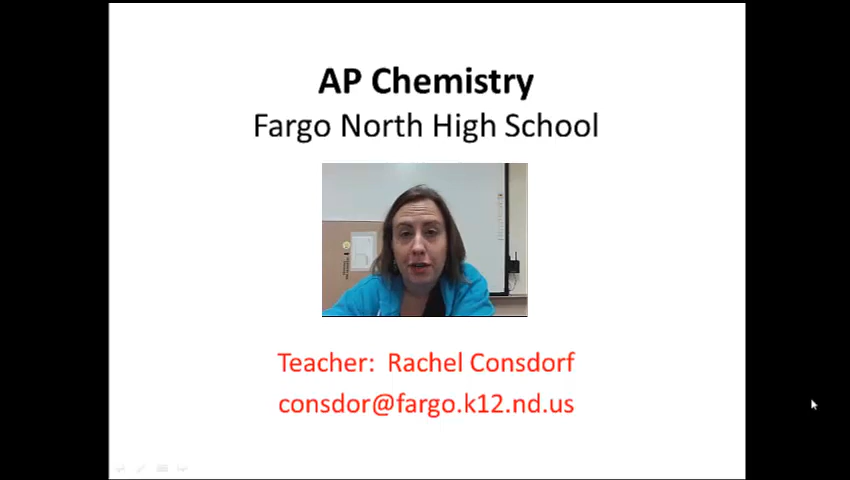 AP Chemistry
Fargo North High School
Teacher:  Rachel Consdorf
consdor@fargo.k12.nd.us